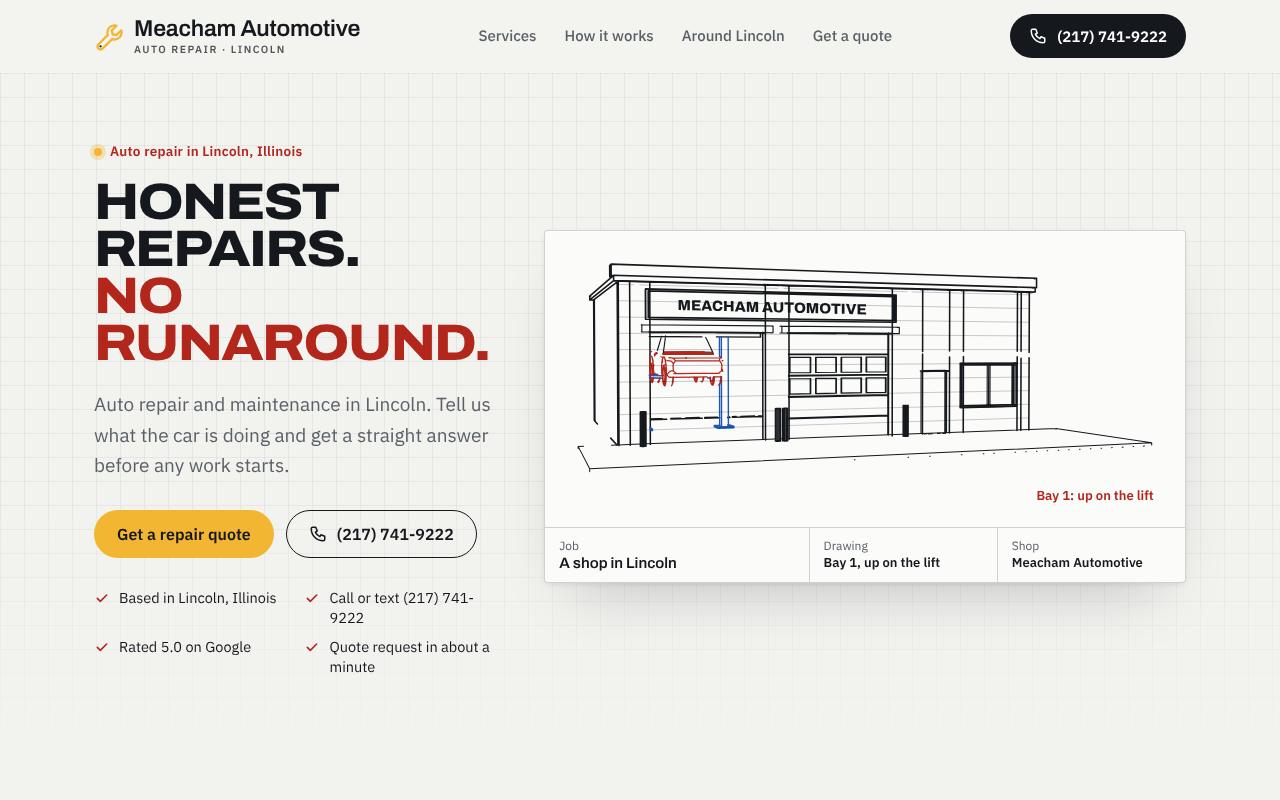 Meacham Automotive
AUTO REPAIR · LINCOLN
Services
How it works
Around Lincoln
Get a quote
(217) 741-9222
Auto repair in Lincoln, Illinois
HONEST
REPAIRS.
NO
RUNAROUND.
Auto repair and maintenance in Lincoln. Tell us
what the car is doing and get a straight answer
before any work starts.
Get a repair quote
(217) 741-9222
Based in Lincoln, Illinois
Call or text (217) 741-
9222
Rated 5.0 on Google
Quote request in about a
minute
MEACHAM AUTOMOTIVE
Bay 1: up on the lift
Job
A shop in Lincoln
Drawing
Bay 1, up on the lift
Shop
Meacham Automotive